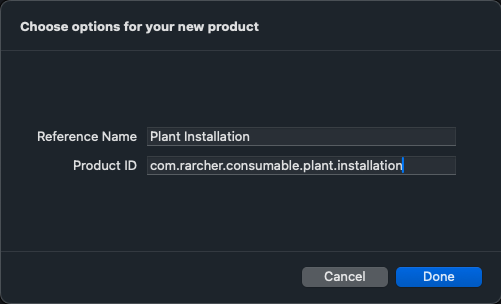 Choose options for your new product
Reference Name Plant Installation
Product ID com.rarcher.consumable.plant.installation
Cancel Done